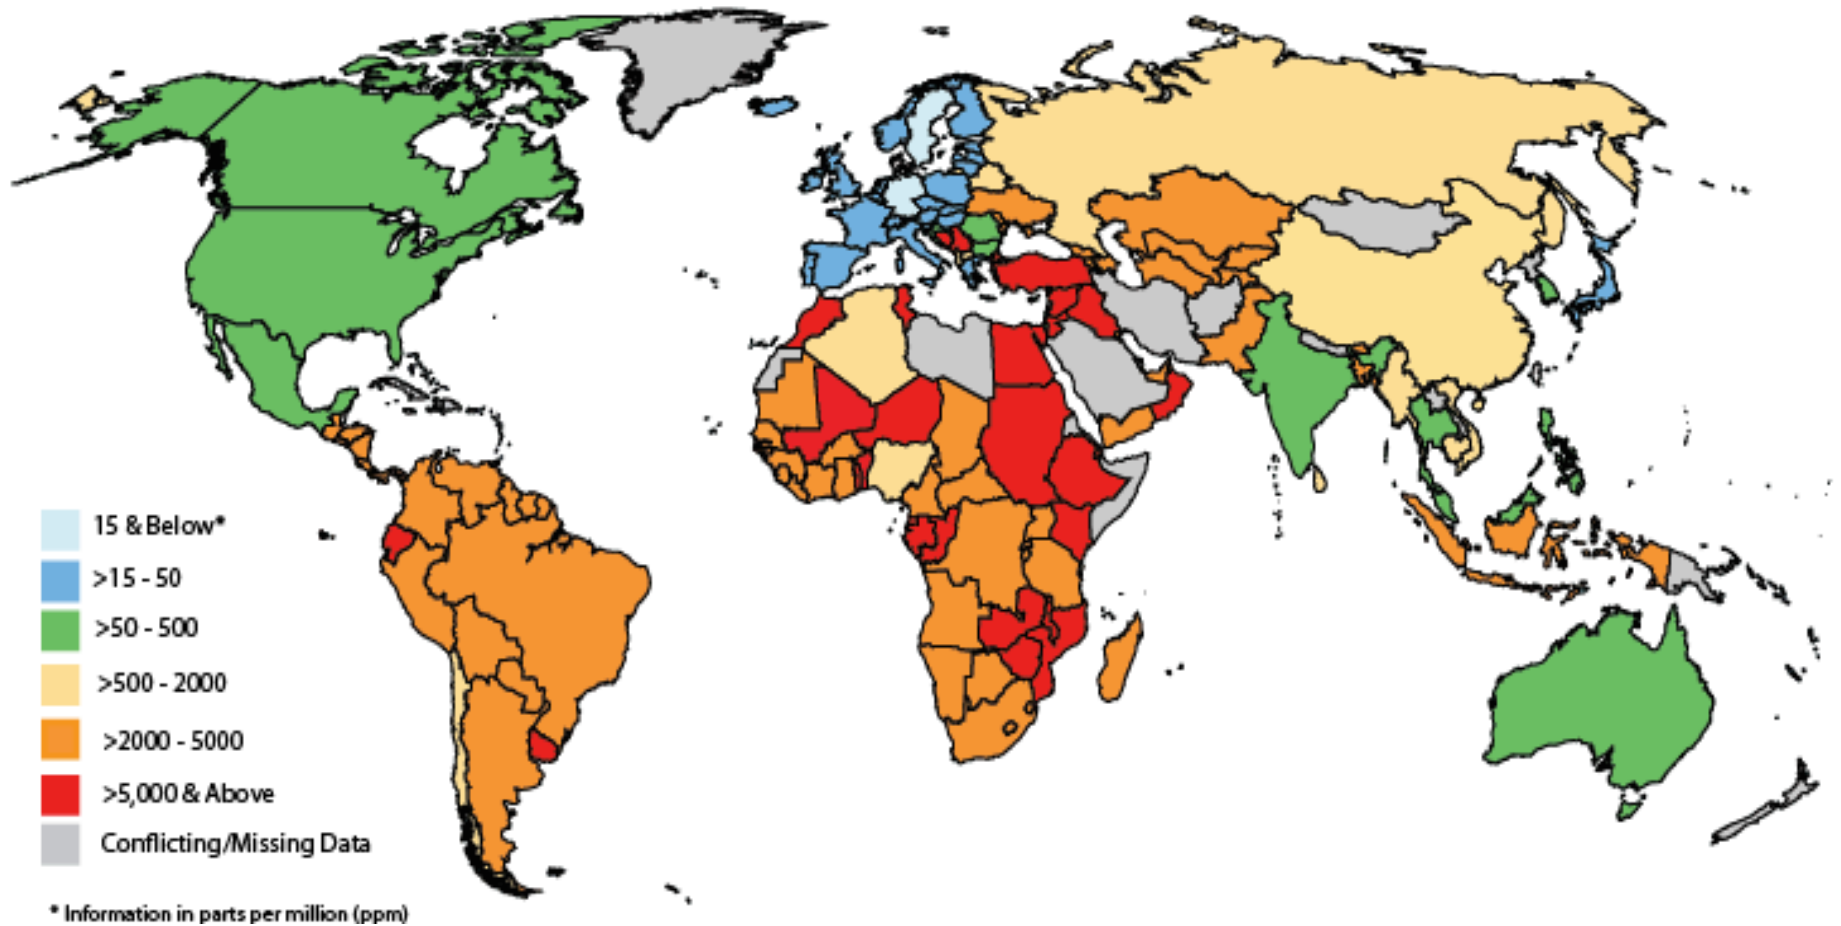 15 & Below*
>15 - 50
>50 - 500
>500 - 2000
>2000 - 5000
>5,000 & Above
Conflicting/Missing Data
* Information in parts per million (ppm)